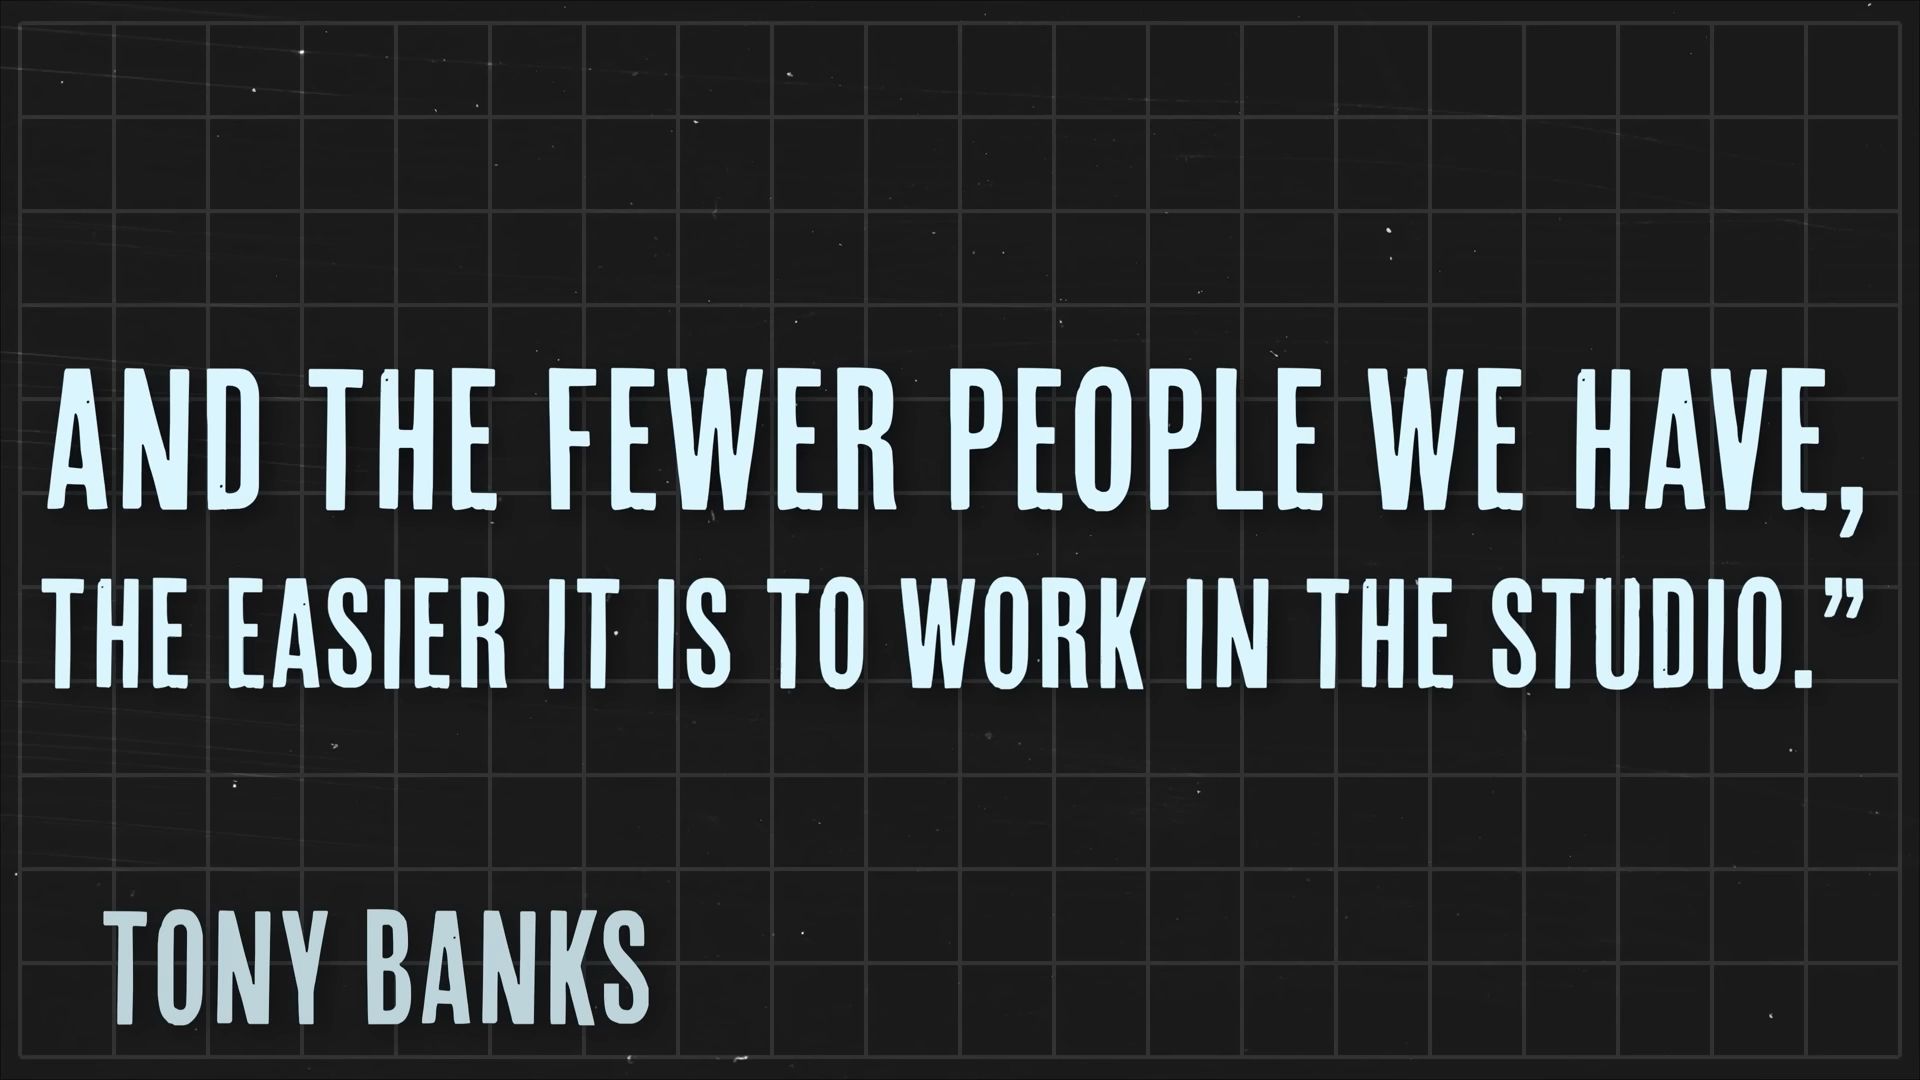 AND THE FEWER PEOPLE WE HAVE,
THE EASIER IT IS TO WORK IN THE STUDIO.”
TONY BANKS